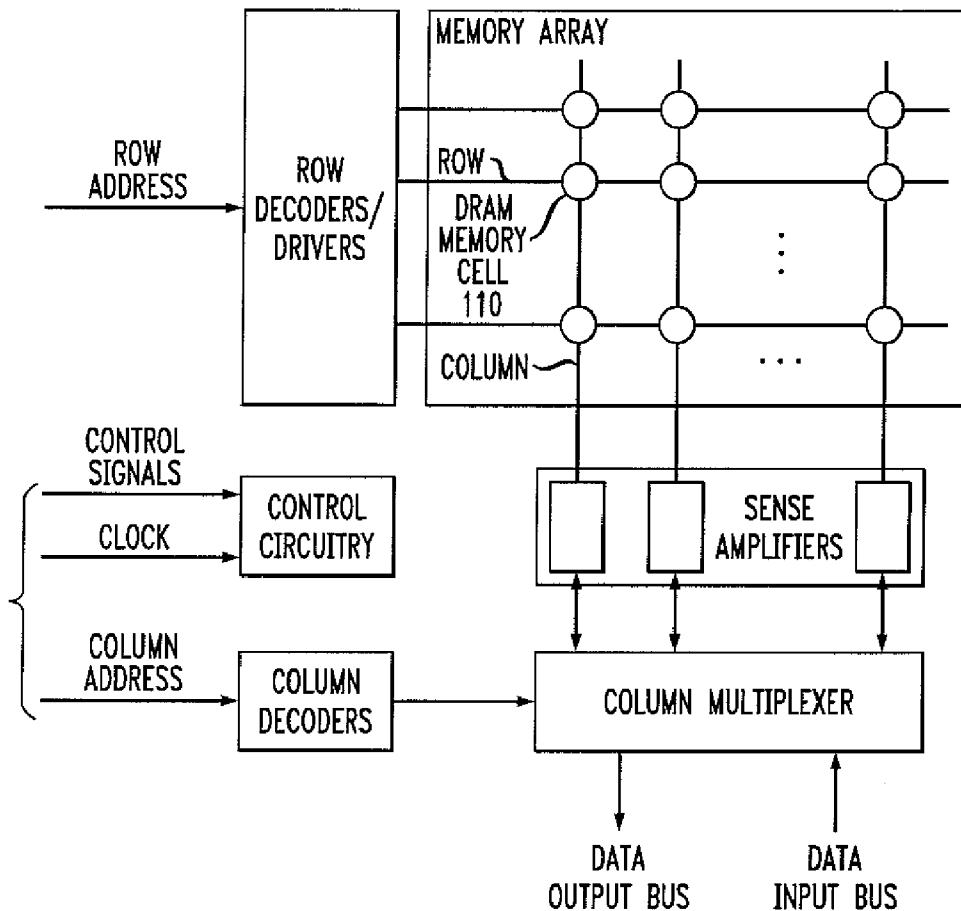 MEMORY ARRAY
ROW
ADDRESS
ROW
DECODERS/
DRIVERS
ROW
DRAM
MEMORY
CELL
110
COLUMN
CONTROL
SIGNALS
CLOCK
CONTROL
CIRCUITRY
SENSE
AMPLIFIERS
COLUMN
ADDRESS
COLUMN
DECODERS
COLUMN MULTIPLEXER
DATA
OUTPUT BUS
DATA
INPUT BUS